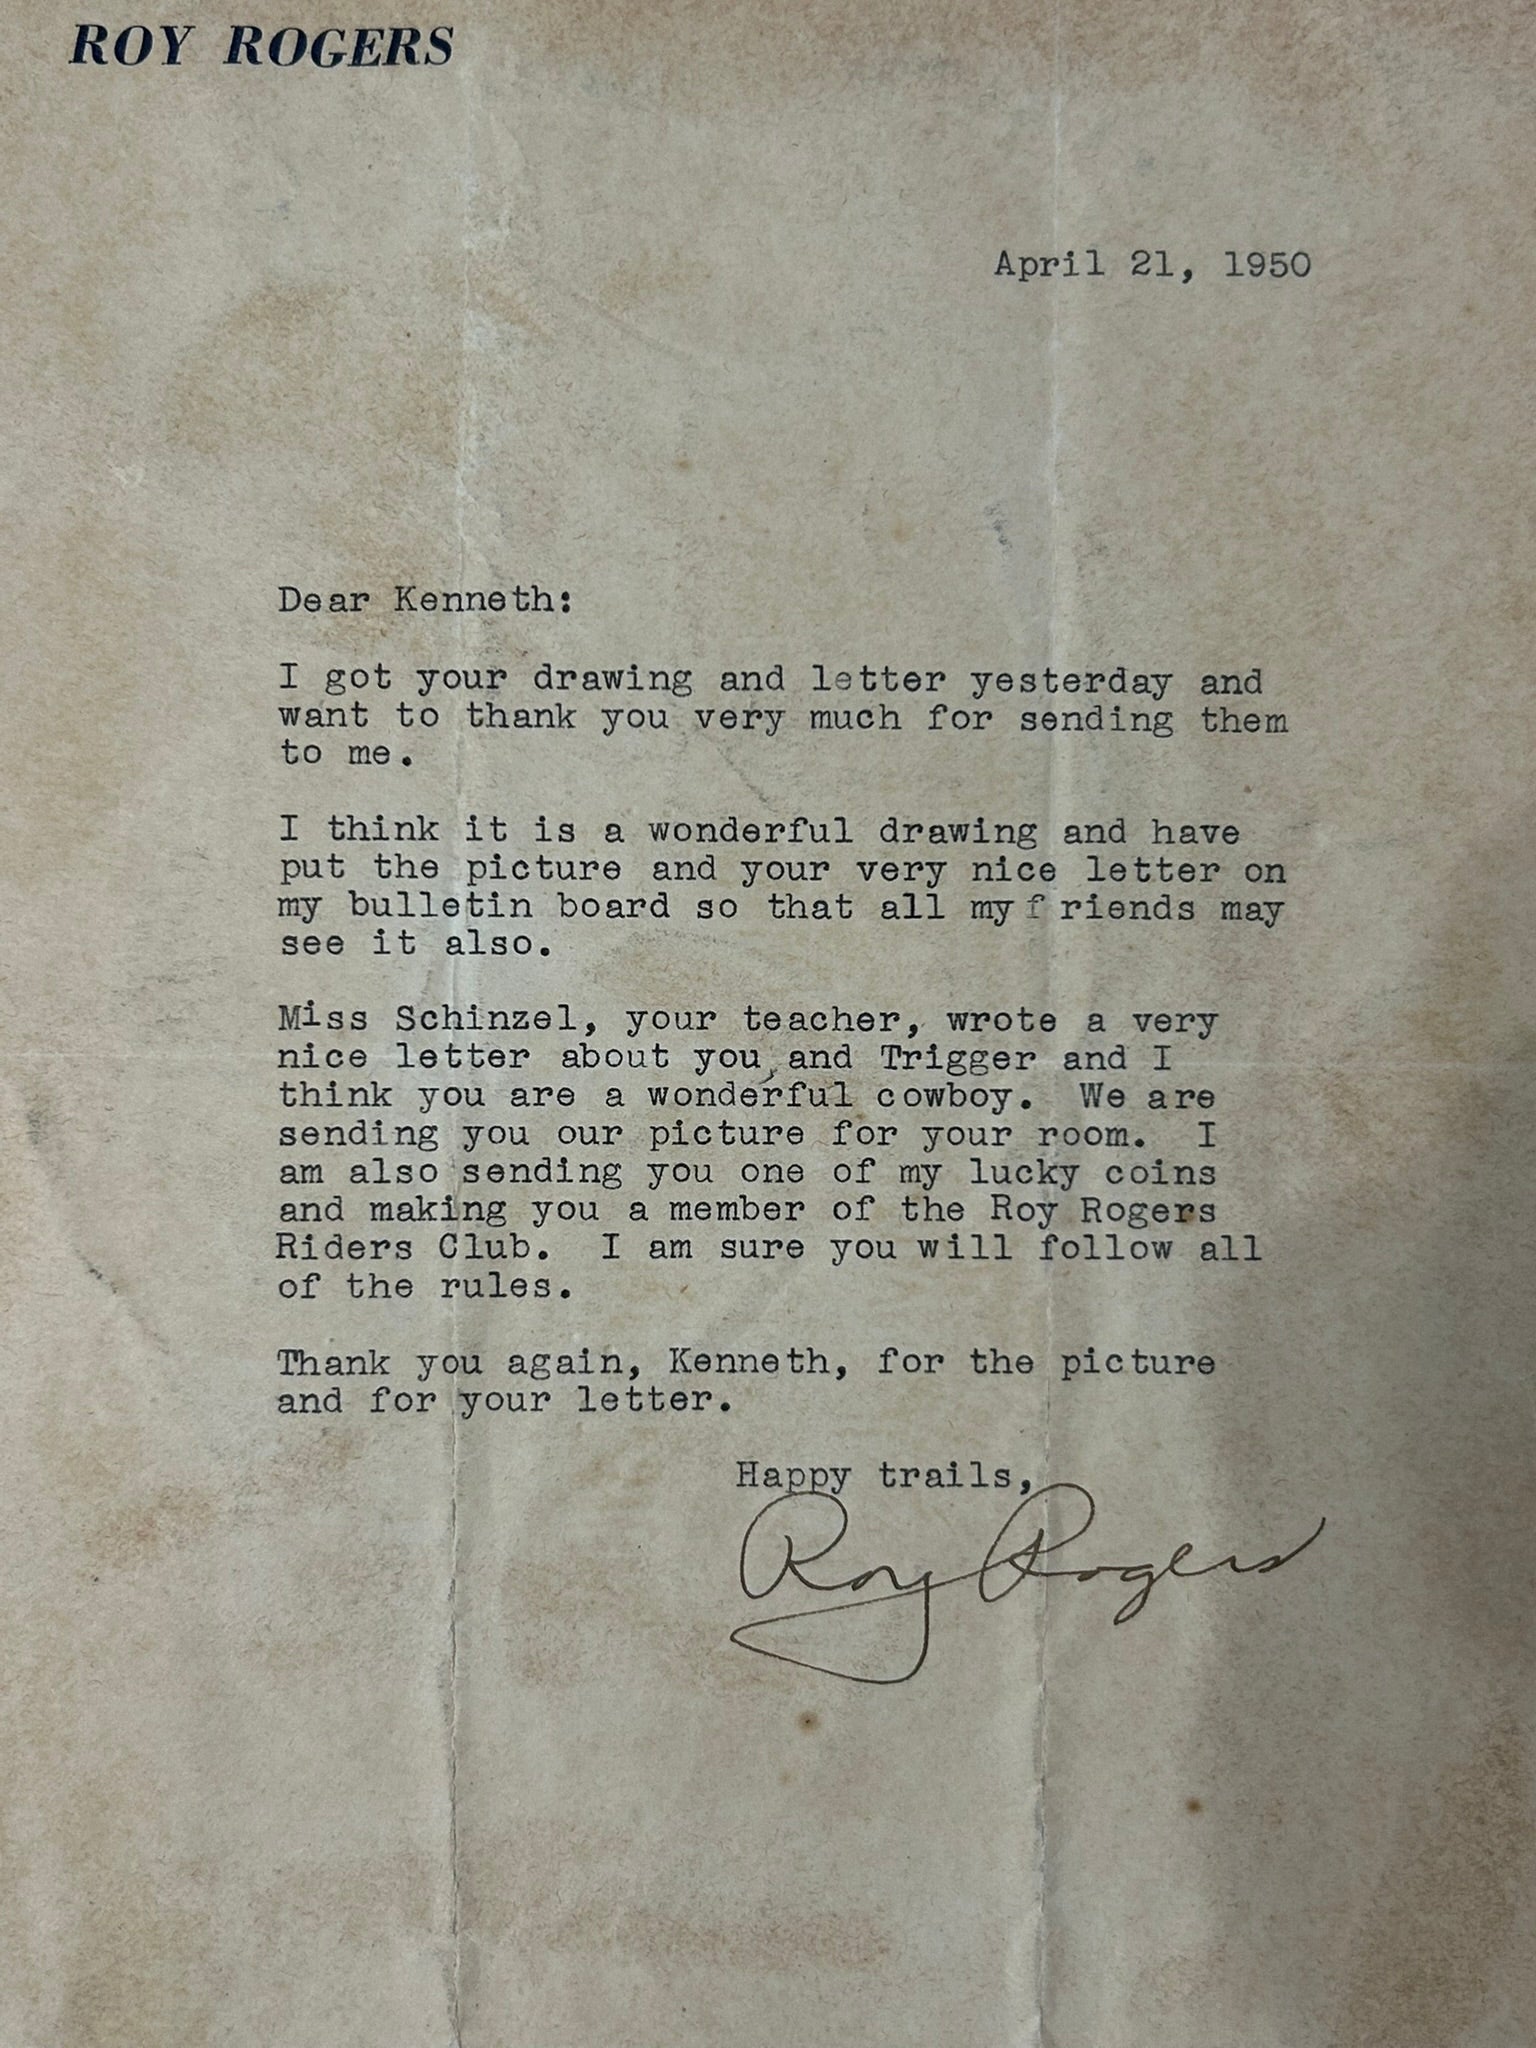 ROY ROGERS
April 21, 1950
Dear Kenneth:
I got your drawing and letter yesterday and
want to thank you very much for sending them
to me.
I think it is a wonderful drawing and have
put the picture and your very nice letter on
my bulletin board so that all my friends may
see it also.
Miss Schinzel, your teacher, wrote a very
nice letter about you, and Trigger and I
think you are a wonderful cowboy.  We are
sending you our picture for your room.  I
am also sending you one of my lucky coins
and making you a member of the Roy Rogers
Riders Club.  I am sure you will follow all
of the rules.
Thank you again, Kenneth, for the picture
and for your letter.
Happy trails,
Roy Rogers